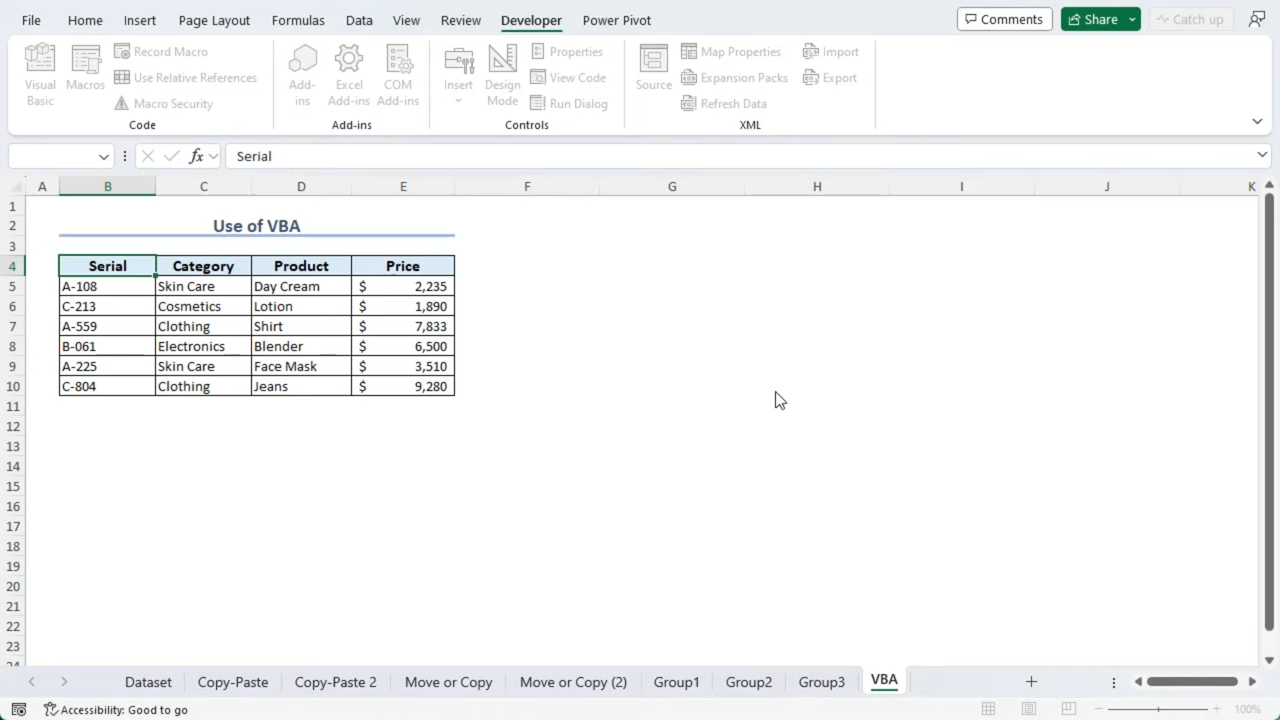 File Home Insert Page Layout Formulas Data View Review Developer Power Pivot Comments Share Catch up
Visual Basic
Macros
Record Macro
Use Relative References
Macro Security
Code
Add-ins
Excel Add-ins
COM Add-ins
Add-ins
Insert
Design Mode
Properties
View Code
Run Dialog
Controls
Source
Map Properties
Expansion Packs
Refresh Data
Import
Export
XML
fx Serial
A B C D E F G H I J K
1
2 Use of VBA
3
4 Serial Category Product Price
5 A-108 Skin Care Day Cream $ 2,235
6 C-213 Cosmetics Lotion $ 1,890
7 A-559 Clothing Shirt $ 7,833
8 B-061 Electronics Blender $ 6,500
9 A-225 Skin Care Face Mask $ 3,510
10 C-804 Clothing Jeans $ 9,280
11
12
13
14
15
16
17
18
19
20
21
22
23
24
Dataset Copy-Paste Copy-Paste 2 Move or Copy Move or Copy (2) Group1 Group2 Group3 VBA
Accessibility: Good to go 100%